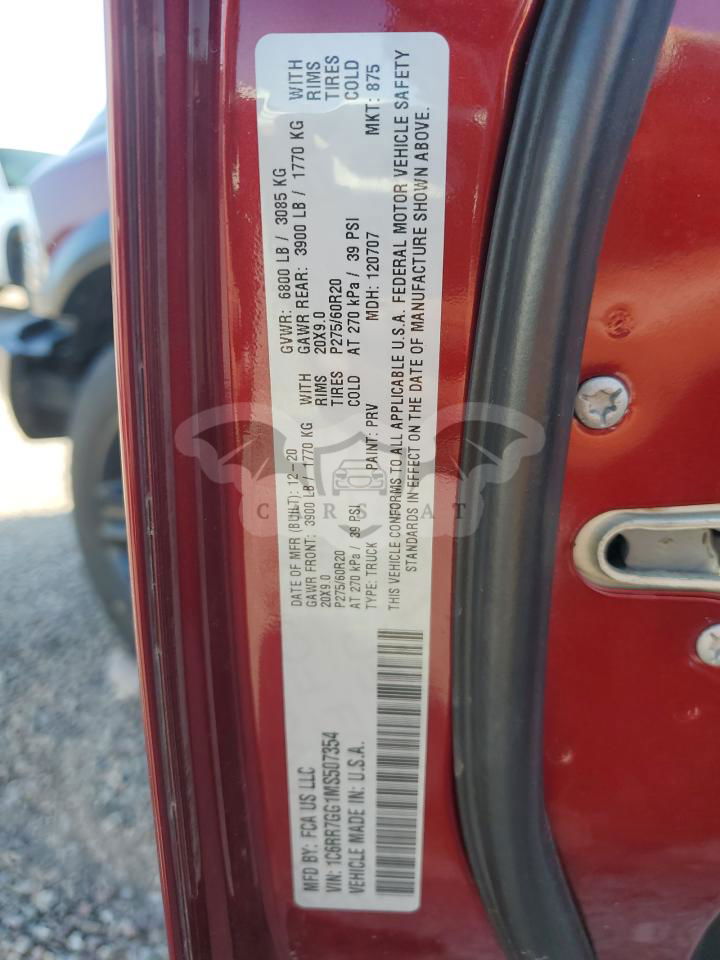 MFD BY: FCA US LLC
DATE OF MFR (BUILT): 12-20
GVWR: 6800 LB / 3085 KG
GAWR FRONT: 3900 LB / 1770 KG WITH
20X9.0 RIMS
P275/60R20 TIRES
AT 270 kPa / 39 PSI COLD
GAWR REAR: 3900 LB / 1770 KG WITH
20X9.0 RIMS
P275/60R20 TIRES
AT 270 kPa / 39 PSI COLD
VIN: 1C6RR7GG1MS507354
TYPE: TRUCK PAINT: PRV MDH: 120707 MKT: 875
VEHICLE MADE IN: U.S.A.
THIS VEHICLE CONFORMS TO ALL APPLICABLE U.S.A. FEDERAL MOTOR VEHICLE SAFETY
STANDARDS IN EFFECT ON THE DATE OF MANUFACTURE SHOWN ABOVE.